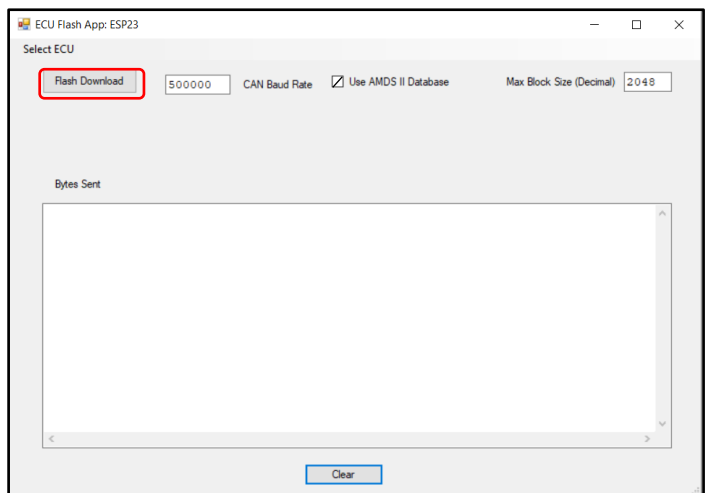 ECU Flash App: ESP23
Select ECU
Flash Download 500000 CAN Baud Rate Use AMDS II Database Max Block Size (Decimal) 2048
Bytes Sent
Clear